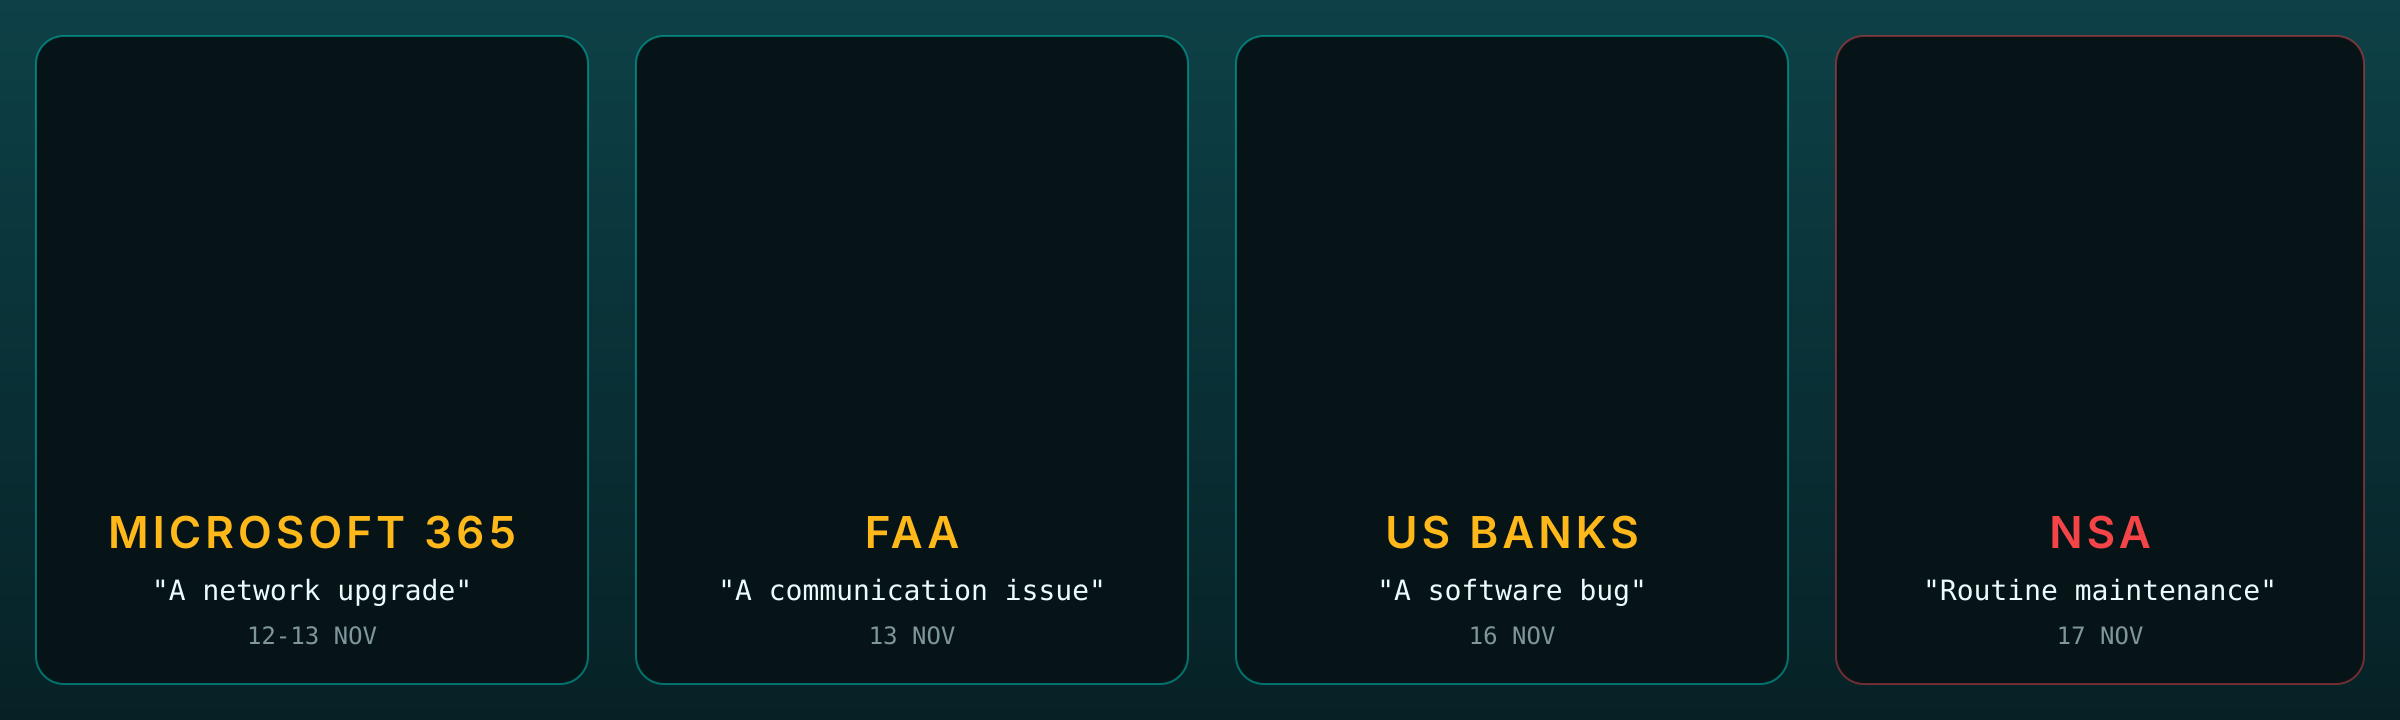 MICROSOFT 365
"A network upgrade"
12-13 NOV
FAA
"A communication issue"
13 NOV
US BANKS
"A software bug"
16 NOV
NSA
"Routine maintenance"
17 NOV